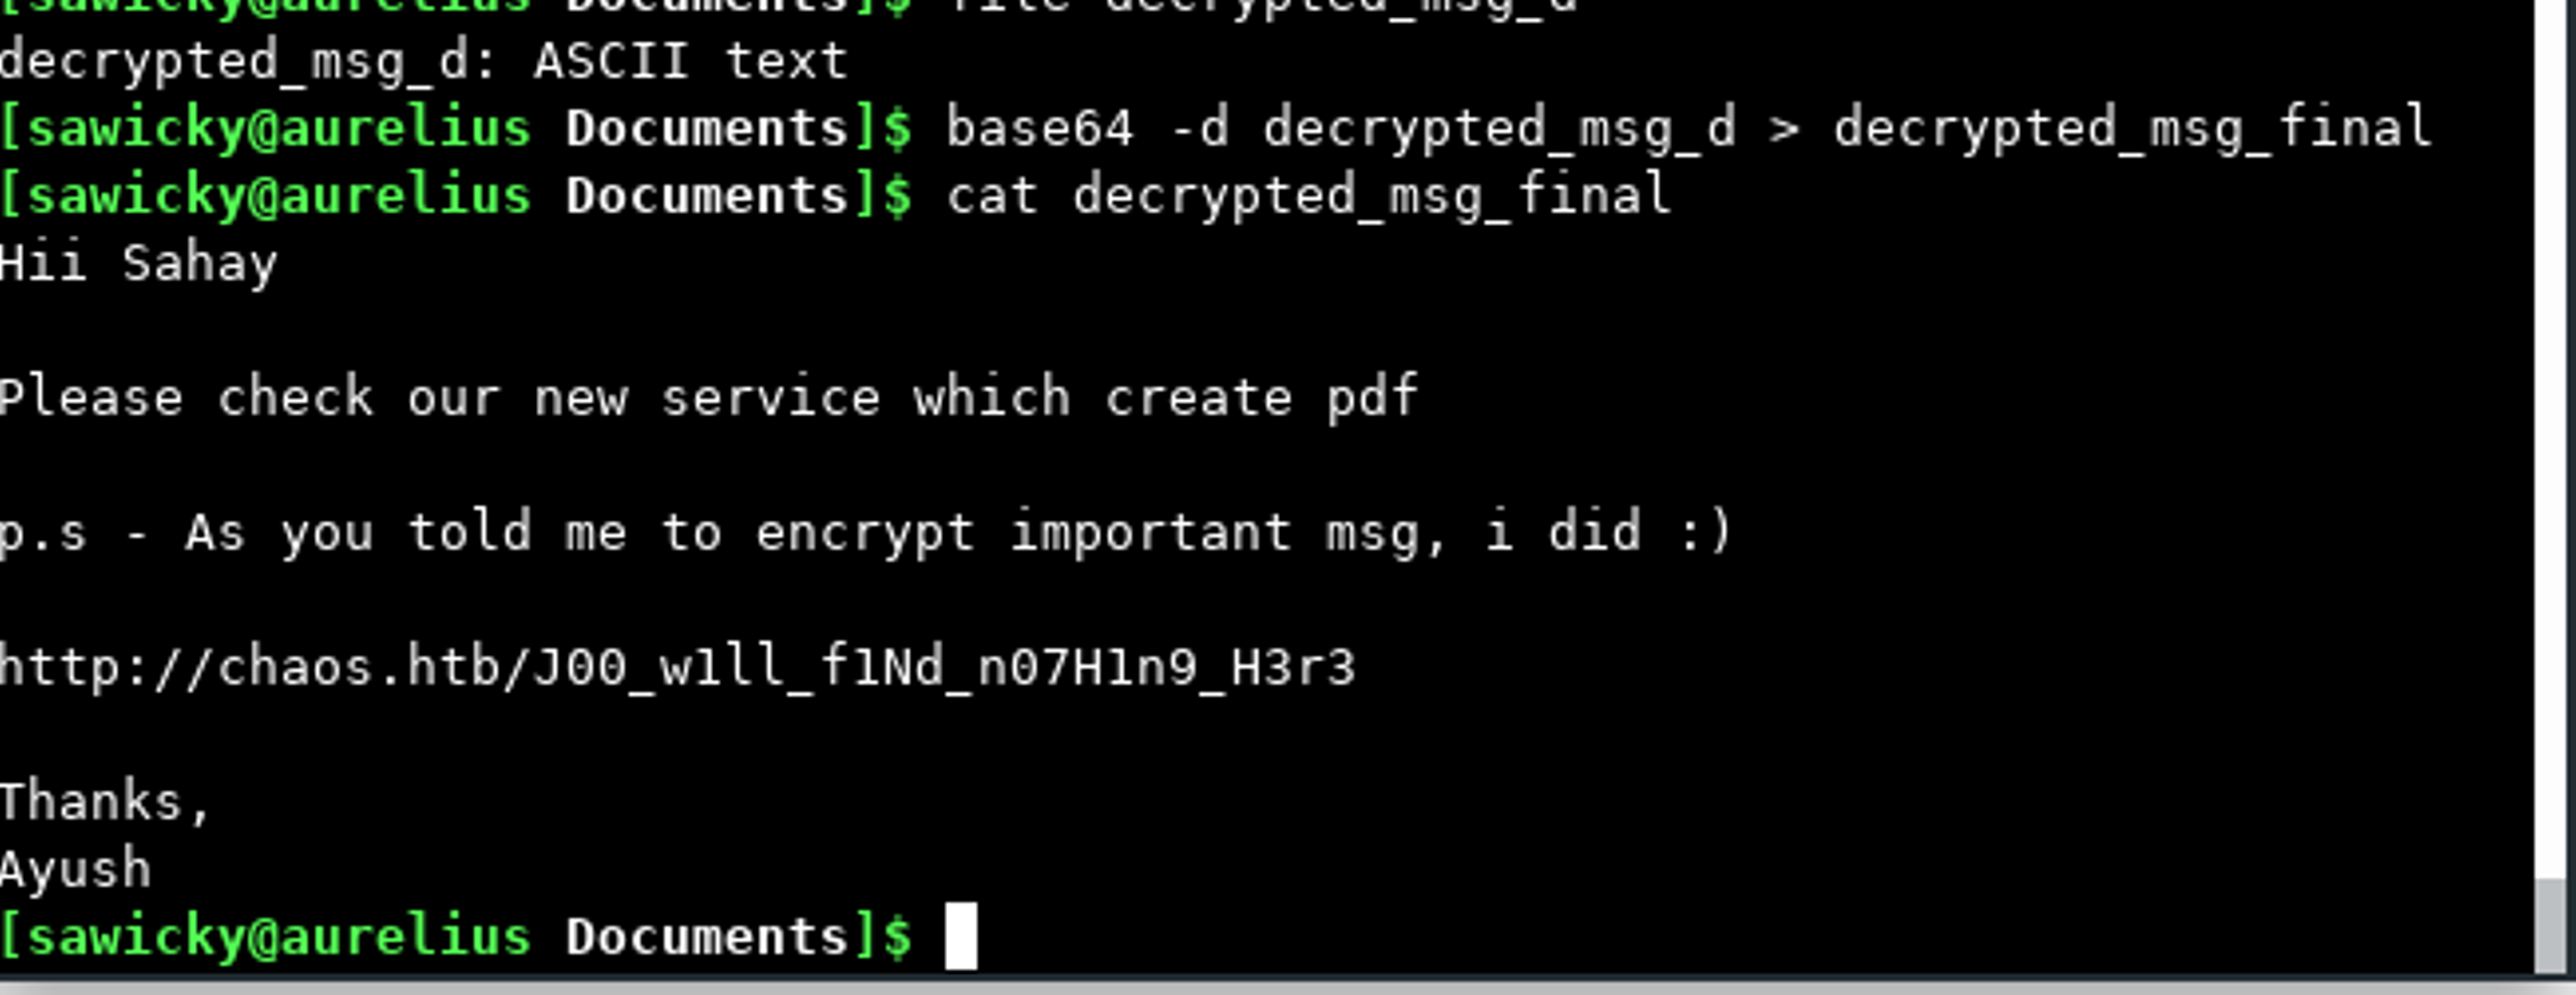 [sawicky@aurelius Documents]$ file decrypted_msg_d
decrypted_msg_d: ASCII text
[sawicky@aurelius Documents]$ base64 -d decrypted_msg_d > decrypted_msg_final
[sawicky@aurelius Documents]$ cat decrypted_msg_final
Hii Sahay
Please check our new service which create pdf
p.s - As you told me to encrypt important msg, i did :)
http://chaos.htb/J00_w1ll_f1Nd_n07H1n9_H3r3
Thanks,
Ayush
[sawicky@aurelius Documents]$